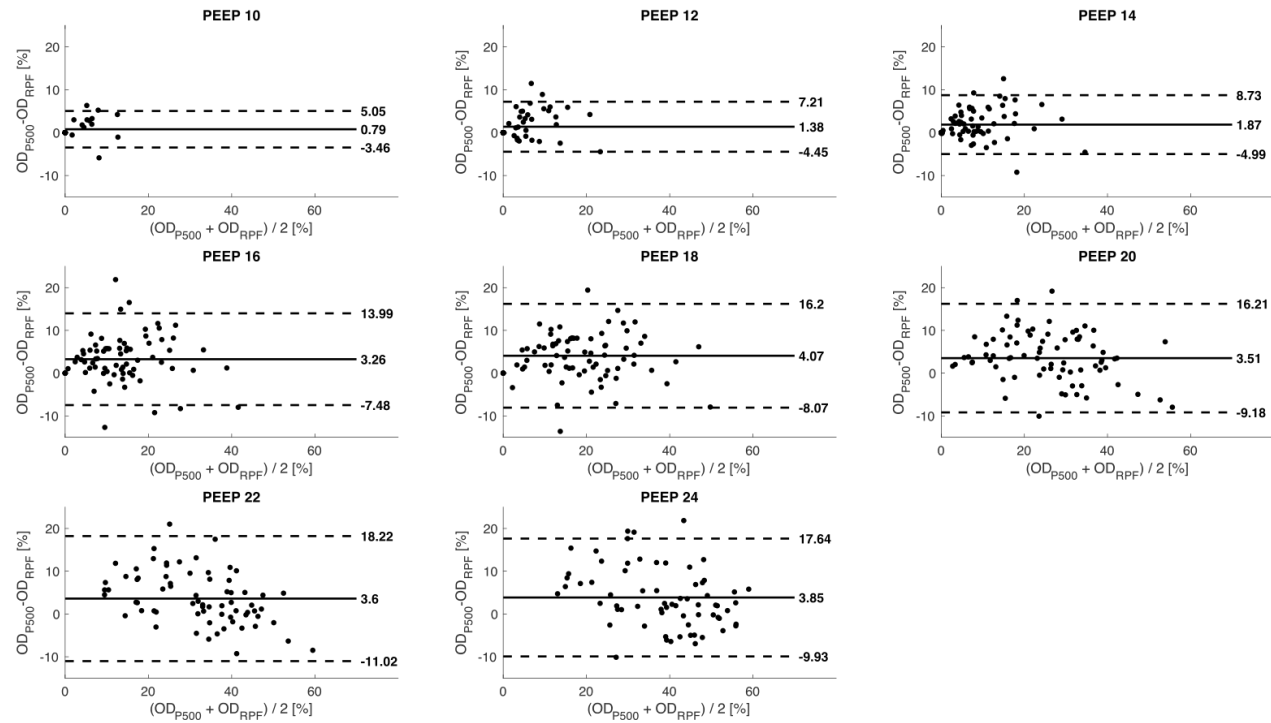 PEEP 10
OD_P500-OD_RPF [%]
20
10
0
-10
5.05
0.79
-3.46
0 20 40 60
(OD_P500 + OD_RPF) / 2 [%]
PEEP 12
OD_P500-OD_RPF [%]
20
10
0
-10
7.21
1.38
-4.45
0 20 40 60
(OD_P500 + OD_RPF) / 2 [%]
PEEP 14
OD_P500-OD_RPF [%]
20
10
0
-10
8.73
1.87
-4.99
0 20 40 60
(OD_P500 + OD_RPF) / 2 [%]
PEEP 16
OD_P500-OD_RPF [%]
20
10
0
-10
13.99
3.26
-7.48
0 20 40 60
(OD_P500 + OD_RPF) / 2 [%]
PEEP 18
OD_P500-OD_RPF [%]
20
10
0
-10
16.2
4.07
-8.07
0 20 40 60
(OD_P500 + OD_RPF) / 2 [%]
PEEP 20
OD_P500-OD_RPF [%]
20
10
0
-10
16.21
3.51
-9.18
0 20 40 60
(OD_P500 + OD_RPF) / 2 [%]
PEEP 22
OD_P500-OD_RPF [%]
20
10
0
-10
18.22
3.6
-11.02
0 20 40 60
(OD_P500 + OD_RPF) / 2 [%]
PEEP 24
OD_P500-OD_RPF [%]
20
10
0
-10
17.64
3.85
-9.93
0 20 40 60
(OD_P500 + OD_RPF) / 2 [%]